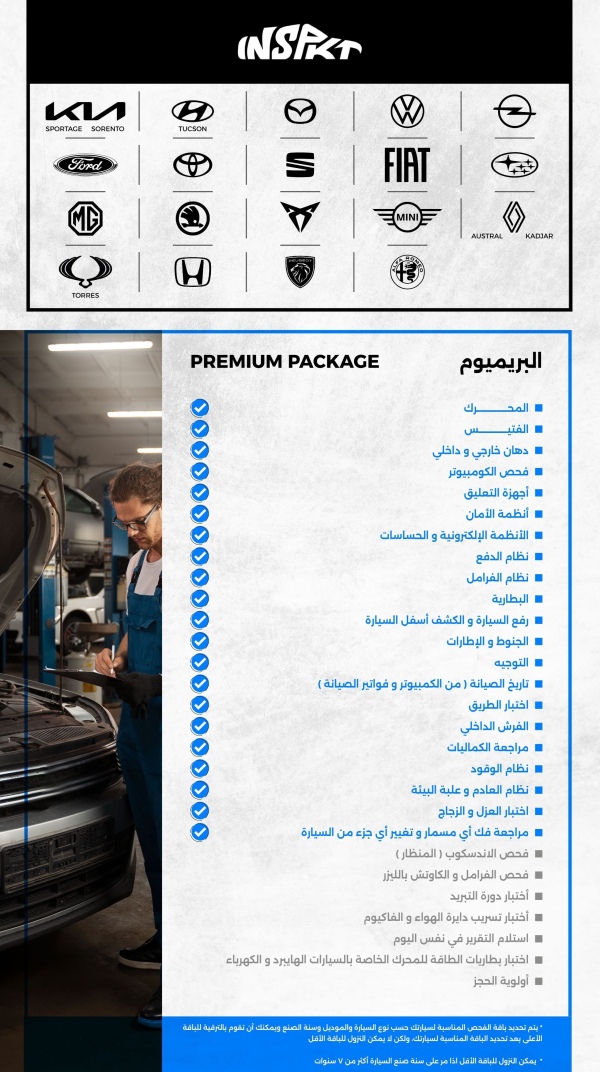 INSPKT
KIA
SPORTAGE SORENTO
TUCSON
Ford
FIAT
MG
MINI
AUSTRAL KADJAR
TORRES
PEUGEOT
ALFA ROMEO
PREMIUM PACKAGE
البريميوم
المحـــــــرك
الفتيـــــــس
دهان خارجي و داخلي
فحص الكومبيوتر
أجهزة التعليق
أنظمة الأمان
الأنظمة الإلكترونية و الحساسات
نظام الدفع
نظام الفرامل
البطارية
رفع السيارة و الكشف أسفل السيارة
الجنوط و الإطارات
التوجيه
تاريخ الصيانة ( من الكمبيوتر و فواتير الصيانة )
اختبار الطريق
الفرش الداخلي
مراجعة الكماليات
نظام الوقود
نظام العادم و علبة البيئة
اختبار العزل و الزجاج
مراجعة فك أي مسمار و تغيير أي جزء من السيارة
فحص الاندسكوب ( المنظار )
فحص الفرامل و الكاوتش بالليزر
أختبار دورة التبريد
أختبار تسريب دايرة الهواء و الفاكيوم
استلام التقرير في نفس اليوم
اختبار بطاريات الطاقة للمحرك الخاصة بالسيارات الهايبرد و الكهرباء
أولوية الحجز
* يتم تحديد باقة الفحص المناسبة لسيارتك حسب نوع السيارة والموديل وسنة الصنع ويمكنك أن تقوم بالترقية للباقة
الأعلى بعد تحديد الباقة المناسبة لسيارتك، ولكن لا يمكن النزول للباقة الأقل
* يمكن النزول للباقة الأقل اذا مر على سنة صنع السيارة أكثر من ٧ سنوات